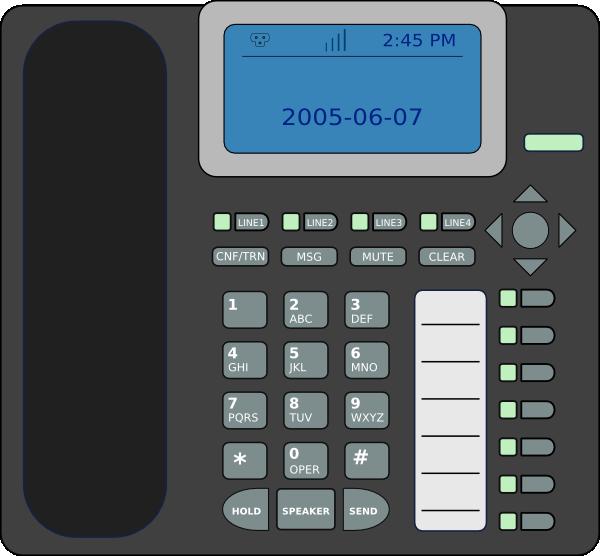 2:45 PM
2005-06-07
LINE1 LINE2 LINE3 LINE4
CNF/TRN MSG MUTE CLEAR
1 2 3
ABC DEF
4 5 6
GHI JKL MNO
7 8 9
PQRS TUV WXYZ
* 0 #
OPER
HOLD SPEAKER SEND